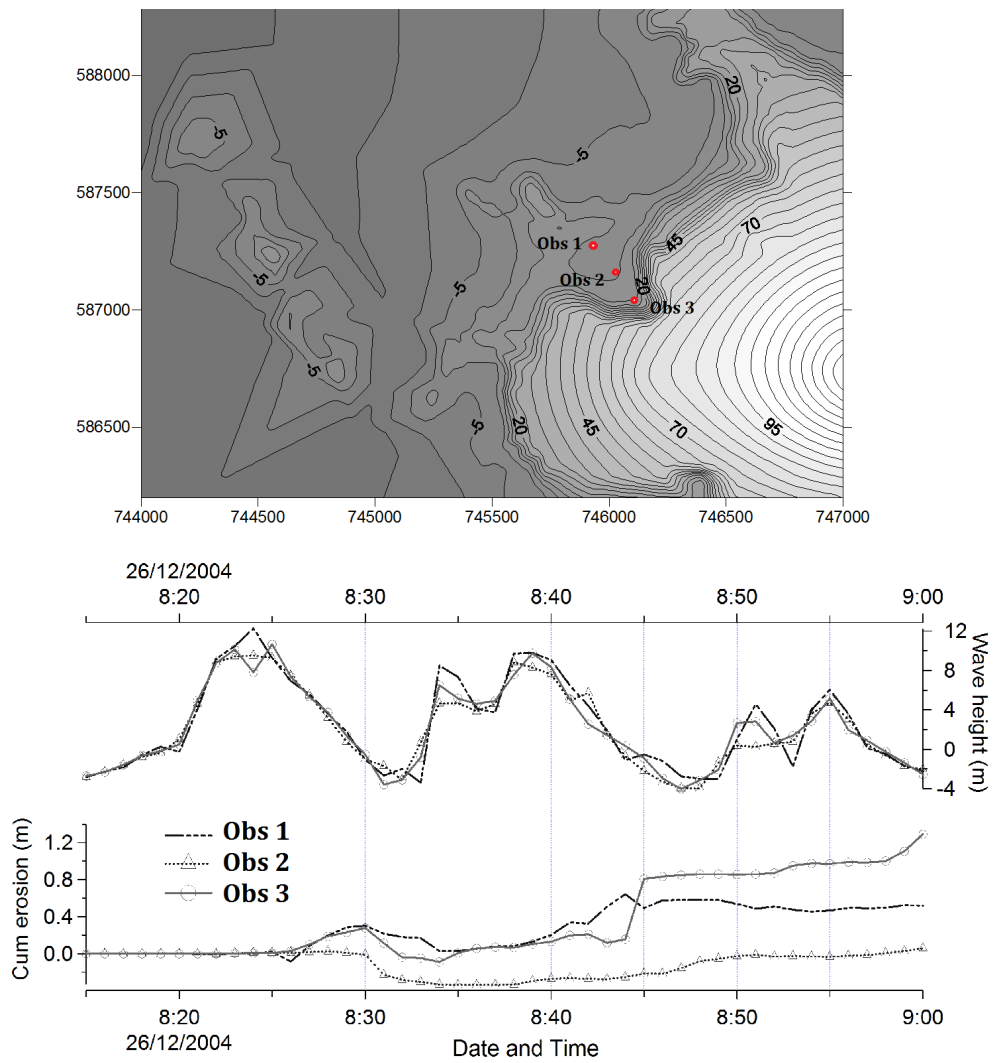 588000
20
-5
-5
587500
70
45
Obs 1
-5
Obs 2
-5
20
587000
Obs 3
-5
20
45
70
95
-5
586500
744000 744500 745000 745500 746000 746500 747000
26/12/2004
8:20 8:30 8:40 8:50 9:00
12
8
4
0
-4
Wave height (m)
Cum erosion (m)
1.2
0.8
0.4
0.0
Obs 1
Obs 2
Obs 3
8:20 8:30 8:40 8:50 9:00
26/12/2004
Date and Time